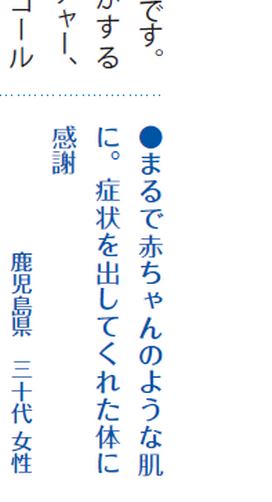 です。
がする
チャー、
コール
●まるで赤ちゃんのような肌
に。症状を出してくれた体に
感謝
鹿児島県　三十代 女性